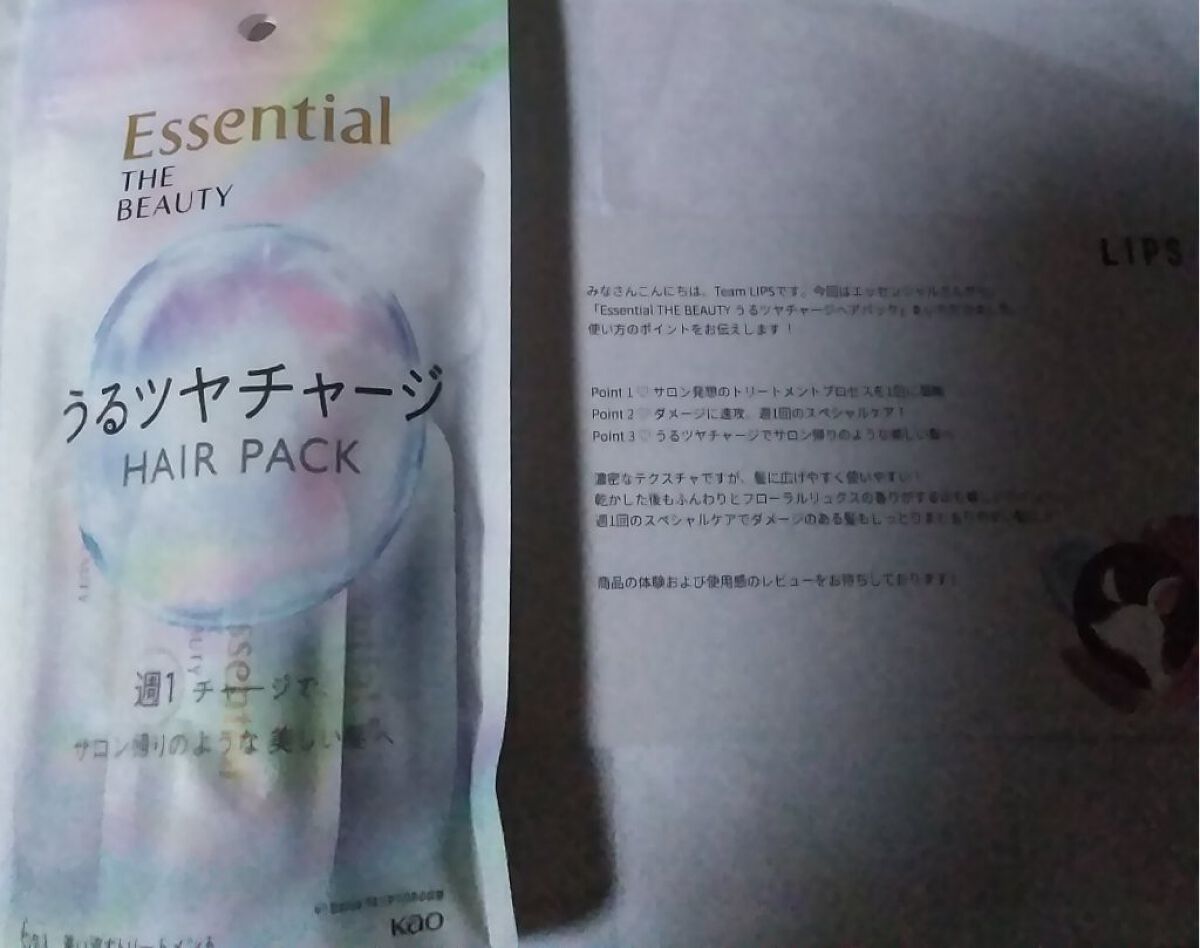 Essential
THE
BEAUTY
うるツヤチャージ
HAIR PACK
週1 チャージで、
サロン帰りのような 美しい髪へ
Kao
LIPS
みなさんこんにちは、Team LIPSです。今回はエッセンシャルさんから、
「Essential THE BEAUTY うるツヤチャージヘアパック」
使い方のポイントをお伝えします！
Point 1♡ サロン発想のトリートメントプロセスを1回に
Point 2♡ ダメージに速攻、週1回のスペシャルケア！
Point 3♡ うるツヤチャージでサロン帰りのような美しい髪へ
濃密なテクスチャですが、髪に広げやすく使いやすい！
乾かした後もふんわりとフローラルリュクスの香りがする
週1回のスペシャルケアでダメージのある髪もしっとり
商品の体験および使用感のレビューをお待ちしております！